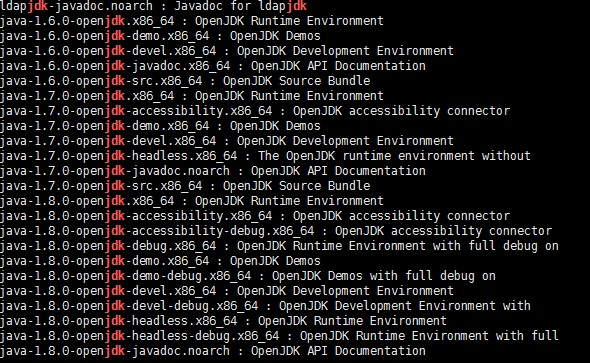 ldapjdk-javadoc.noarch : Javadoc for ldapjdk
java-1.6.0-openjdk.x86_64 : OpenJDK Runtime Environment
java-1.6.0-openjdk-demo.x86_64 : OpenJDK Demos
java-1.6.0-openjdk-devel.x86_64 : OpenJDK Development Environment
java-1.6.0-openjdk-javadoc.x86_64 : OpenJDK API Documentation
java-1.6.0-openjdk-src.x86_64 : OpenJDK Source Bundle
java-1.7.0-openjdk.x86_64 : OpenJDK Runtime Environment
java-1.7.0-openjdk-accessibility.x86_64 : OpenJDK accessibility connector
java-1.7.0-openjdk-demo.x86_64 : OpenJDK Demos
java-1.7.0-openjdk-devel.x86_64 : OpenJDK Development Environment
java-1.7.0-openjdk-headless.x86_64 : The OpenJDK runtime environment without
java-1.7.0-openjdk-javadoc.noarch : OpenJDK API Documentation
java-1.7.0-openjdk-src.x86_64 : OpenJDK Source Bundle
java-1.8.0-openjdk.x86_64 : OpenJDK Runtime Environment
java-1.8.0-openjdk-accessibility.x86_64 : OpenJDK accessibility connector
java-1.8.0-openjdk-accessibility-debug.x86_64 : OpenJDK accessibility connector
java-1.8.0-openjdk-debug.x86_64 : OpenJDK Runtime Environment with full debug on
java-1.8.0-openjdk-demo.x86_64 : OpenJDK Demos
java-1.8.0-openjdk-demo-debug.x86_64 : OpenJDK Demos with full debug on
java-1.8.0-openjdk-devel.x86_64 : OpenJDK Development Environment
java-1.8.0-openjdk-devel-debug.x86_64 : OpenJDK Development Environment with
java-1.8.0-openjdk-headless.x86_64 : OpenJDK Runtime Environment
java-1.8.0-openjdk-headless-debug.x86_64 : OpenJDK Runtime Environment with full
java-1.8.0-openjdk-javadoc.noarch : OpenJDK API Documentation